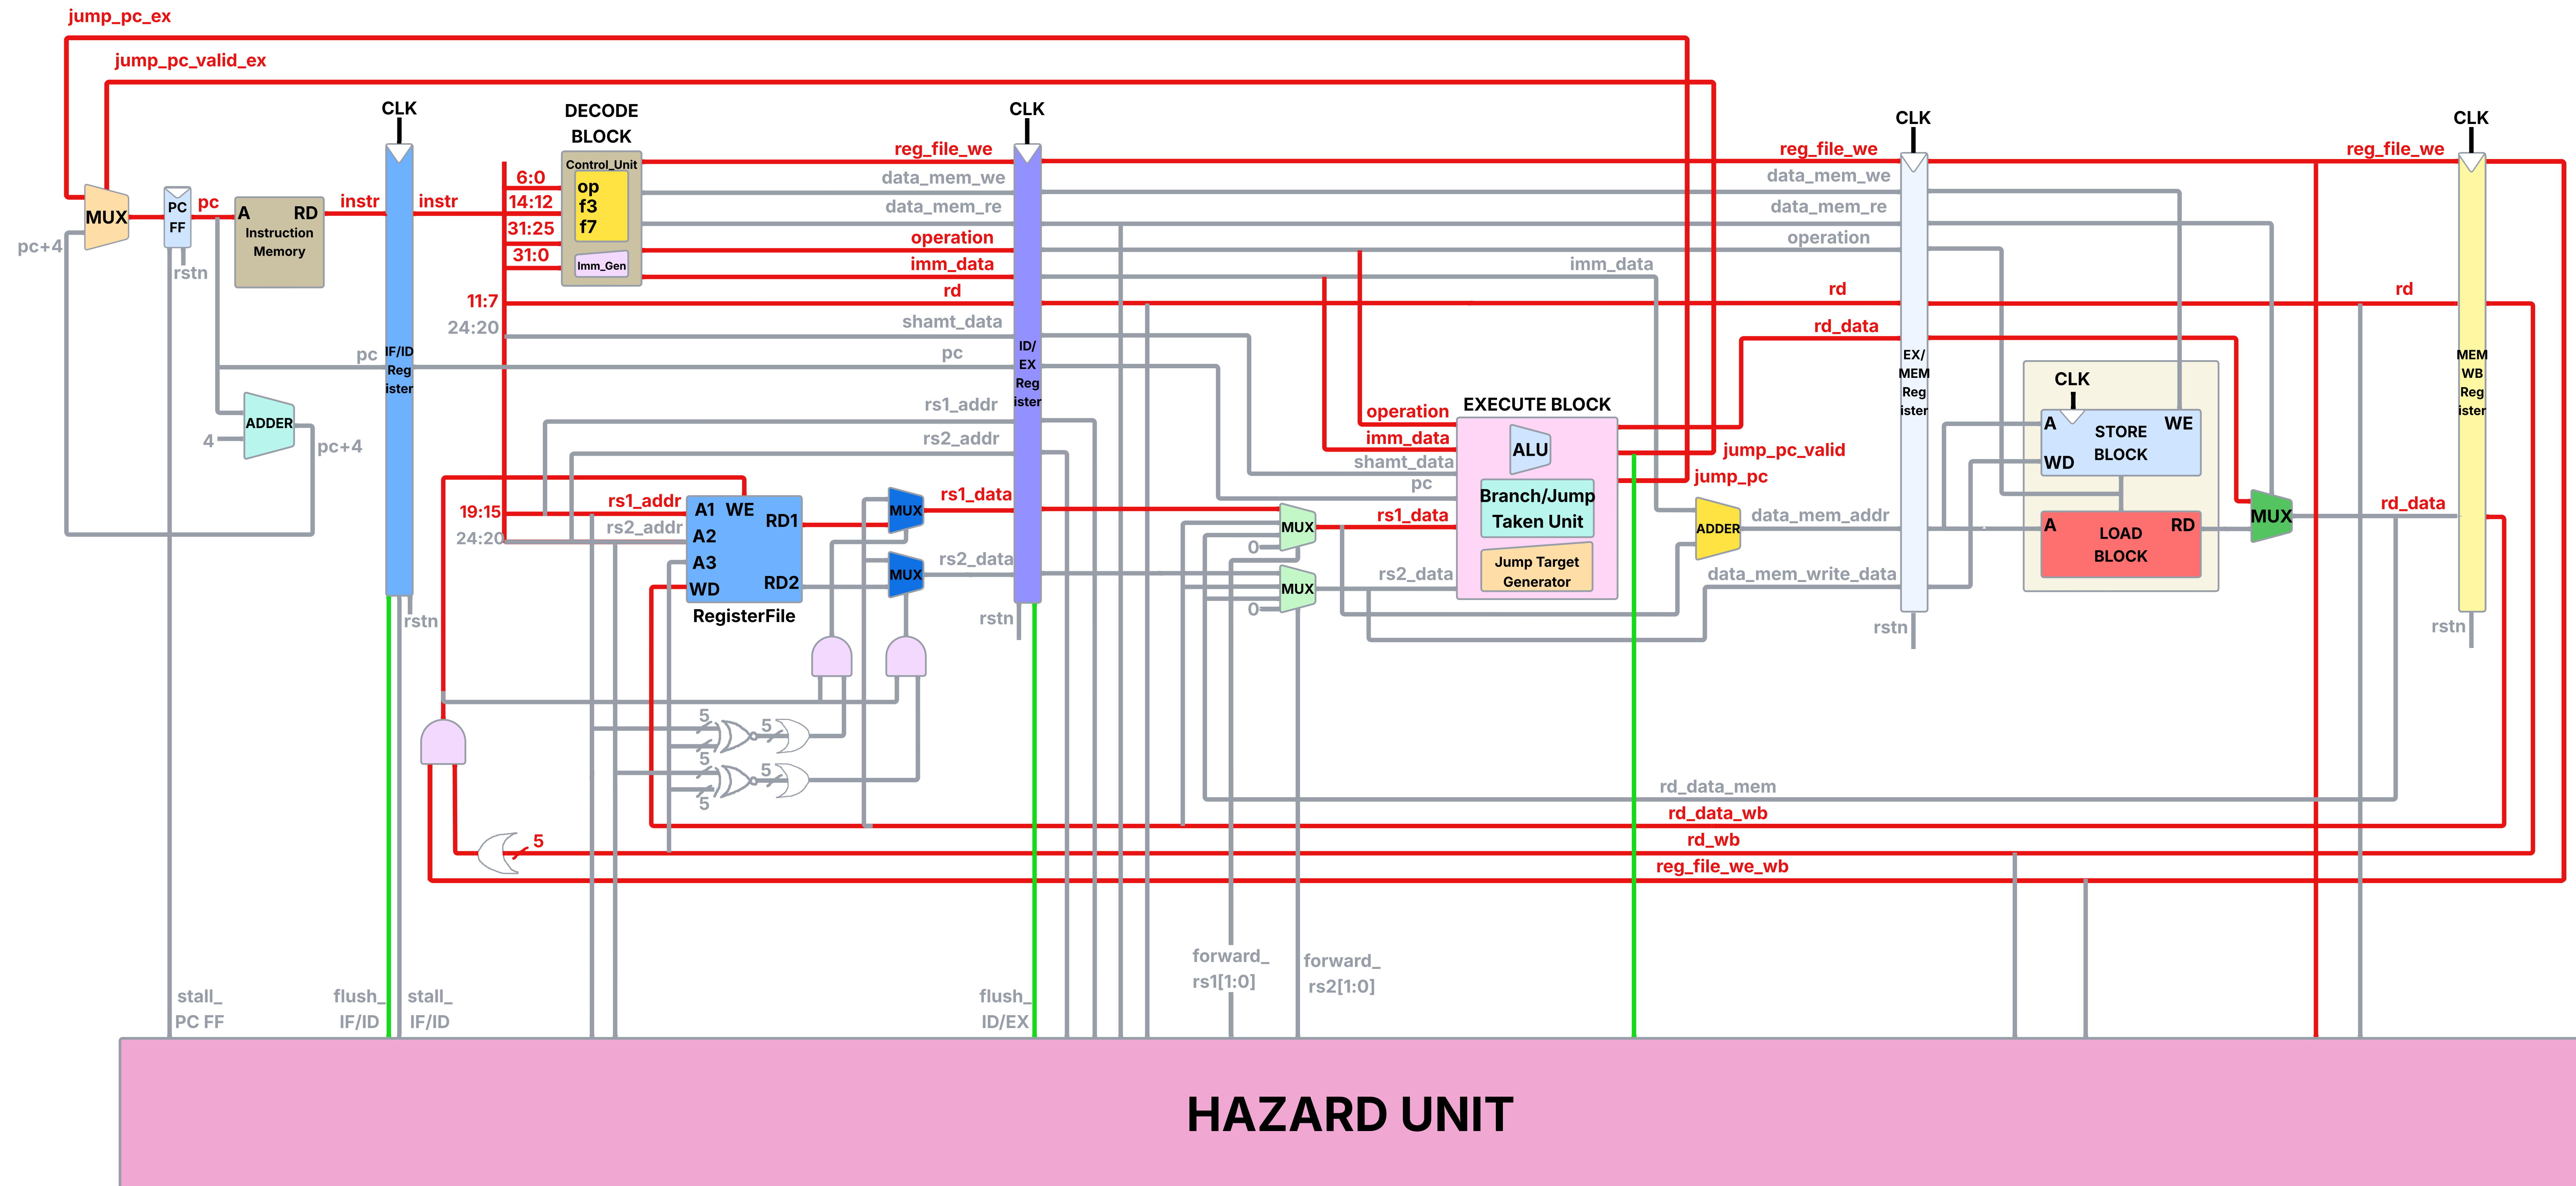 jump_pc_ex
jump_pc_valid_ex
CLK
DECODE
BLOCK
CLK
CLK
CLK
reg_file_we
reg_file_we
reg_file_we
Control_Unit
6:0
op
data_mem_we
data_mem_we
MUX
PC
FF
pc
A
RD
Instruction
Memory
instr
instr
14:12
f3
data_mem_re
data_mem_re
31:25
f7
operation
operation
pc+4
rstn
31:0
Imm_Gen
imm_data
imm_data
11:7
rd
rd
rd
24:20
shamt_data
rd_data
pc
IF/ID
Reg
ister
pc
ID/
EX
Reg
ister
EX/
MEM
Reg
ister
MEM
WB
Reg
ister
CLK
ADDER
4
pc+4
rs1_addr
rs2_addr
operation
EXECUTE BLOCK
imm_data
ALU
jump_pc_valid
shamt_data
pc
jump_pc
Branch/Jump
Taken Unit
A
WE
STORE
BLOCK
WD
19:15
rs1_addr
A1
WE
RD1
MUX
rs1_data
MUX
rs1_data
24:20
rs2_addr
A2
0
ADDER
data_mem_addr
A
RD
LOAD
BLOCK
MUX
rd_data
A3
MUX
rs2_data
Jump Target
Generator
WD
RD2
MUX
rs2_data
data_mem_write_data
0
RegisterFile
rstn
rstn
rstn
rstn
5
5
5
5
5
rd_data_mem
rd_data_wb
5
rd_wb
reg_file_we_wb
forward_
rs1[1:0]
forward_
rs2[1:0]
stall_
PC FF
flush_
IF/ID
stall_
IF/ID
flush_
ID/EX
HAZARD UNIT